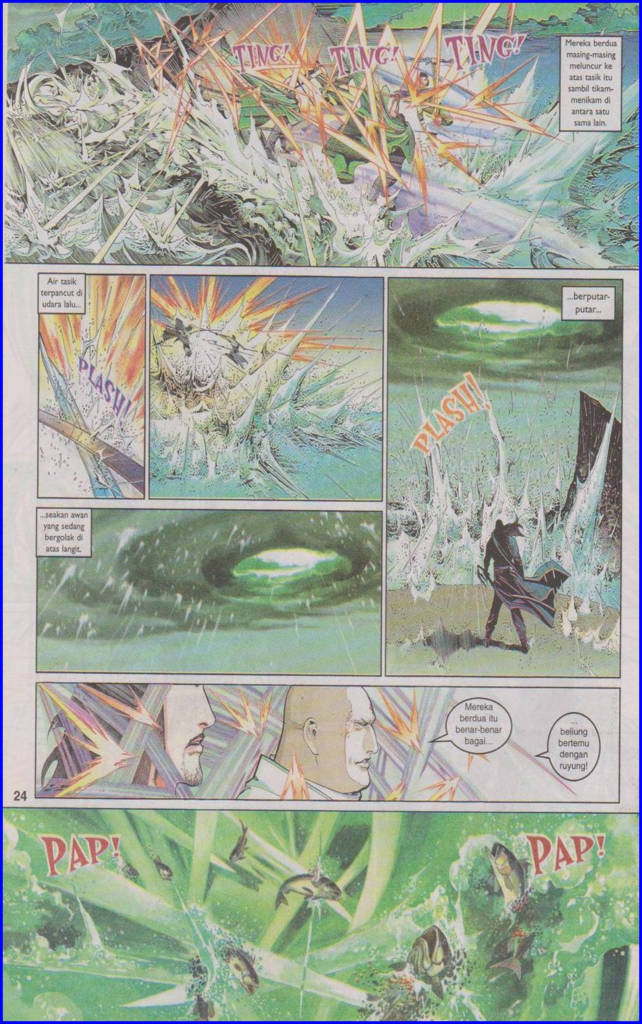 TING! TING! TING!
Mereka berdua
masing-masing
meluncur ke
atas tasik itu
sambil tikam-
menikam di
antara satu
sama lain.
Air tasik
terpancut di
udara lalu...
PLASH!
...berputar-
putar...
PLASH!
...seakan awan
yang sedang
bergolak di
atas langit.
Mereka
berdua itu
benar-benar
bagai...
...
beliung
bertemu
dengan
ruyung!
24
PAP!
PAP!